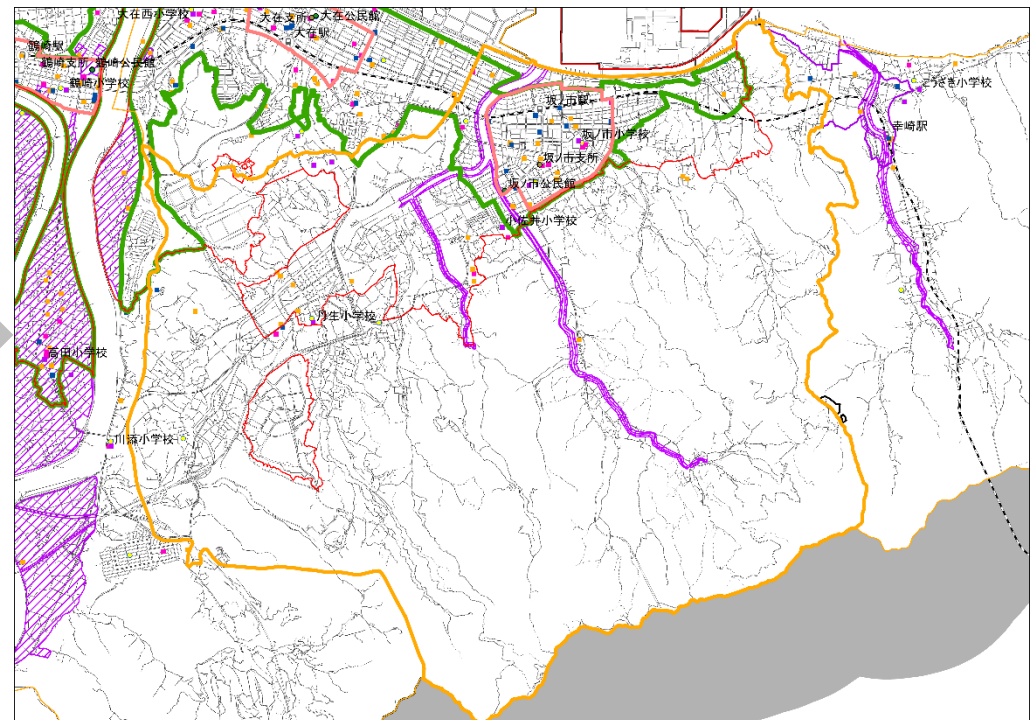 大在西小学校
大在支所
大在公民館
大在駅
鶴崎駅
鶴崎支所
鶴崎公民館
鶴崎小学校
坂ノ市駅
坂ノ市小学校
坂ノ市支所
坂ノ市公民館
小佐井小学校
こうざき小学校
幸崎駅
丹生小学校
高田小学校
川添小学校